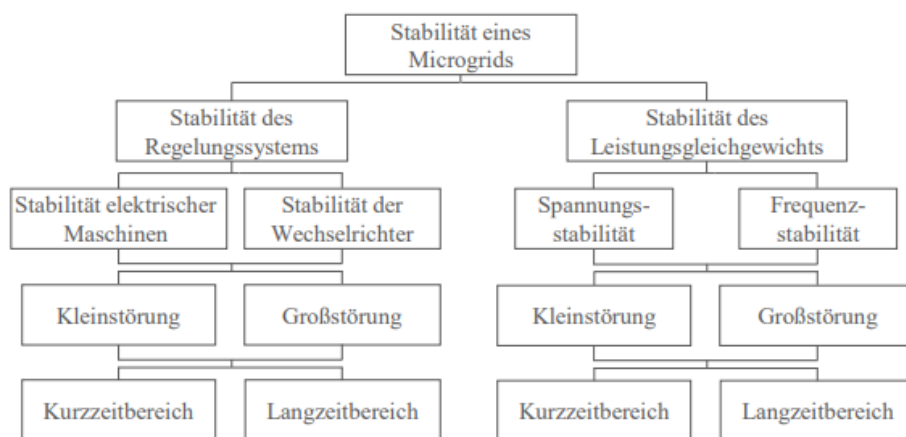 Stabilität eines
Microgrids
Stabilität des
Regelungssystems
Stabilität des
Leistungsgleichgewichts
Stabilität elektrischer
Maschinen
Stabilität der
Wechselrichter
Spannungs-
stabilität
Frequenz-
stabilität
Kleinstörung
Großstörung
Kleinstörung
Großstörung
Kurzzeitbereich
Langzeitbereich
Kurzzeitbereich
Langzeitbereich